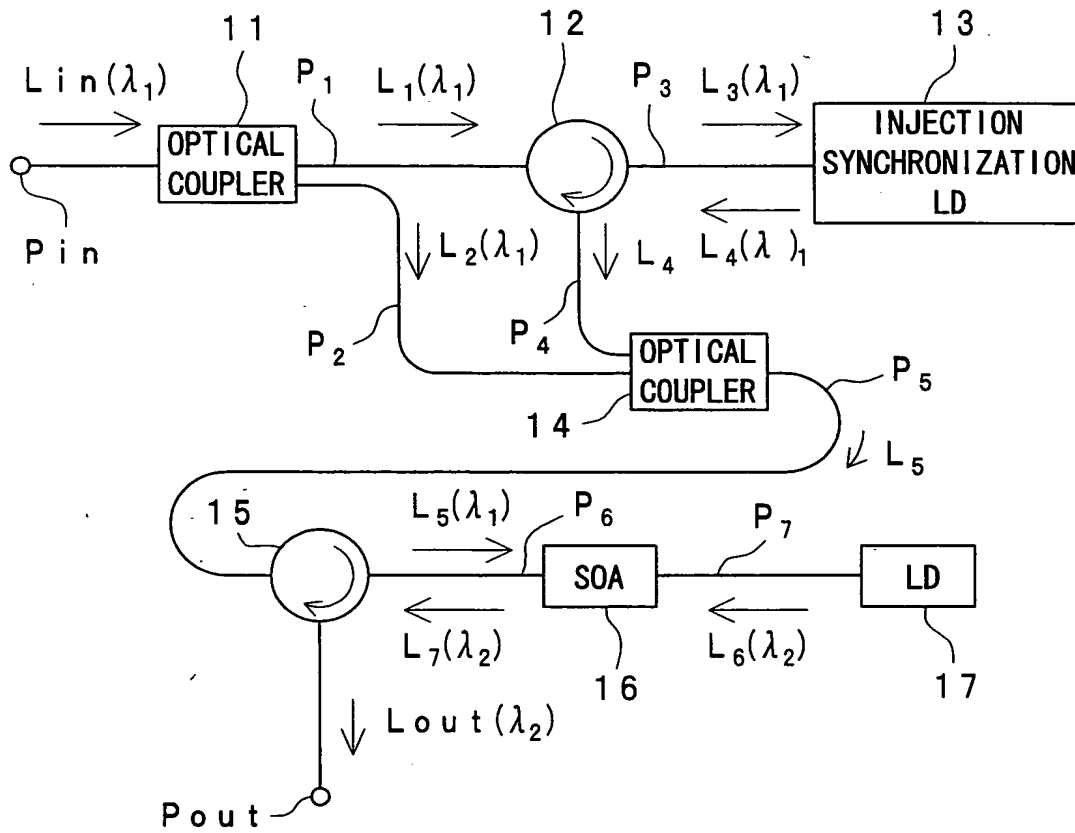 11
12
13
Lin(λ₁)
P₁
L₁(λ₁)
P₃
L₃(λ₁)
OPTICAL
COUPLER
INJECTION
SYNCHRONIZATION
LD
Pin
L₂(λ₁)
L₄
L₄(λ)₁
P₂
P₄
OPTICAL
COUPLER
P₅
14
L₅
15
L₅(λ₁)
P₆
P₇
SOA
LD
L₇(λ₂)
L₆(λ₂)
16
17
Lout(λ₂)
Pout